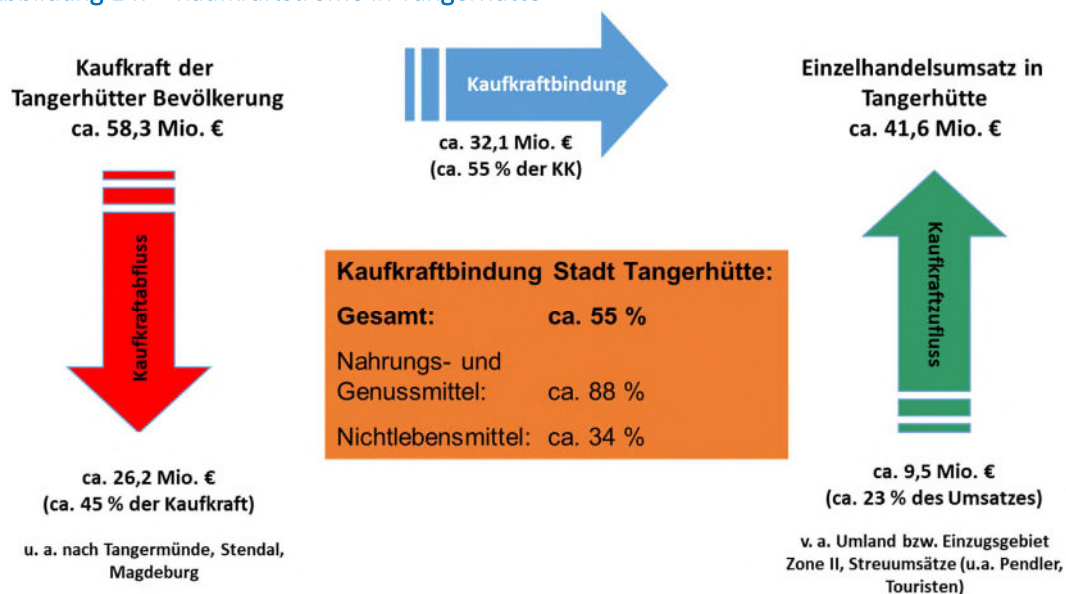 Kaufkraftströme in Tangerhütte
Kaufkraft der
Tangerhütter Bevölkerung
ca. 58,3 Mio. €
Kaufkraftbindung
ca. 32,1 Mio. €
(ca. 55 % der KK)
Einzelhandelsumsatz in
Tangerhütte
ca. 41,6 Mio. €
Kaufkraftabfluss
Kaufkraftbindung Stadt Tangerhütte:
Gesamt: ca. 55 %
Nahrungs- und
Genussmittel: ca. 88 %
Nichtlebensmittel: ca. 34 %
Kaufkraftzufluss
ca. 26,2 Mio. €
(ca. 45 % der Kaufkraft)
u. a. nach Tangermünde, Stendal,
Magdeburg
ca. 9,5 Mio. €
(ca. 23 % des Umsatzes)
v. a. Umland bzw. Einzugsgebiet
Zone II, Streuumsätze (u.a. Pendler,
Touristen)